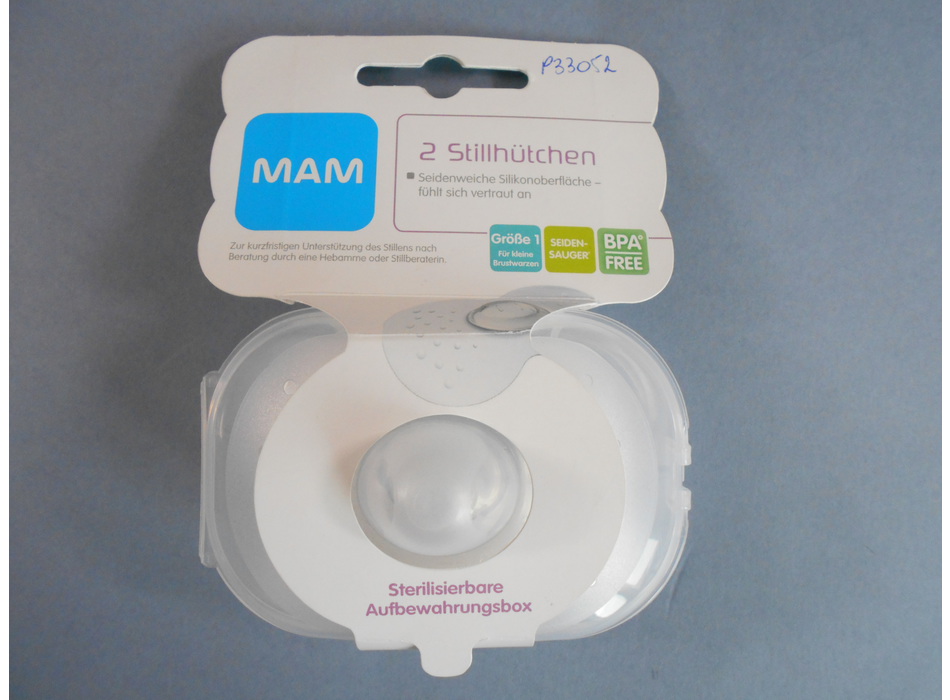 P33052
MAM
2 Stillhütchen
Seidenweiche Silikonoberfläche –
fühlt sich vertraut an
Zur kurzfristigen Unterstützung des Stillens nach
Beratung durch eine Hebamme oder Stillberaterin.
Größe 1
Für kleine
Brustwarzen
SEIDEN-
SAUGER®
BPA®
FREE
Sterilisierbare
Aufbewahrungsbox